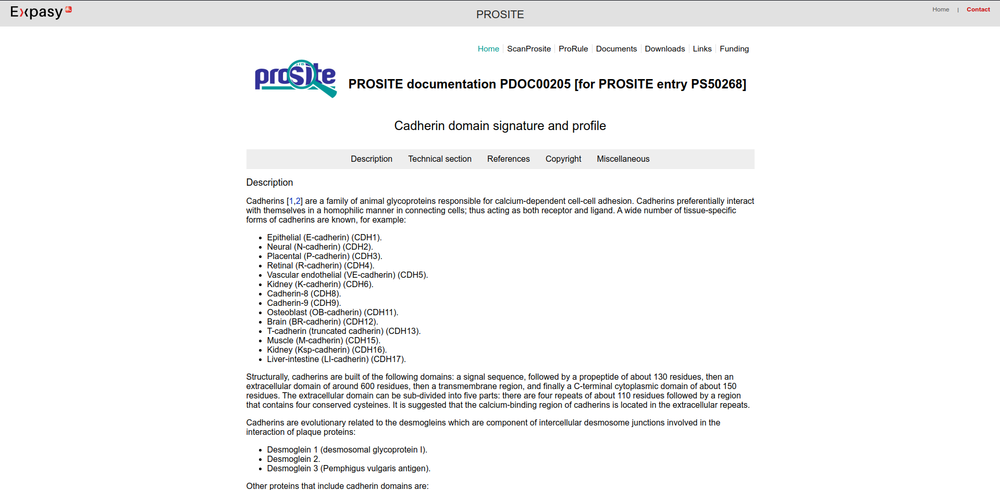 Expasy
PROSITE
Home | Contact
Home ScanProsite ProRule Documents Downloads Links Funding
SIB
prosite
PROSITE documentation PDOC00205 [for PROSITE entry PS50268]
Cadherin domain signature and profile
Description Technical section References Copyright Miscellaneous
Description
Cadherins [1,2] are a family of animal glycoproteins responsible for calcium-dependent cell-cell adhesion. Cadherins preferentially interact
with themselves in a homophilic manner in connecting cells; thus acting as both receptor and ligand. A wide number of tissue-specific
forms of cadherins are known, for example:
• Epithelial (E-cadherin) (CDH1).
• Neural (N-cadherin) (CDH2).
• Placental (P-cadherin) (CDH3).
• Retinal (R-cadherin) (CDH4).
• Vascular endothelial (VE-cadherin) (CDH5).
• Kidney (K-cadherin) (CDH6).
• Cadherin-8 (CDH8).
• Cadherin-9 (CDH9).
• Osteoblast (OB-cadherin) (CDH11).
• Brain (BR-cadherin) (CDH12).
• T-cadherin (truncated cadherin) (CDH13).
• Muscle (M-cadherin) (CDH15).
• Kidney (Ksp-cadherin) (CDH16).
• Liver-intestine (LI-cadherin) (CDH17).
Structurally, cadherins are built of the following domains: a signal sequence, followed by a propeptide of about 130 residues, then an
extracellular domain of around 600 residues, then a transmembrane region, and finally a C-terminal cytoplasmic domain of about 150
residues. The extracellular domain can be sub-divided into five parts: there are four repeats of about 110 residues followed by a region
that contains four conserved cysteines. It is suggested that the calcium-binding region of cadherins is located in the extracellular repeats.
Cadherins are evolutionary related to the desmogleins which are component of intercellular desmosome junctions involved in the
interaction of plaque proteins:
• Desmoglein 1 (desmosomal glycoprotein I).
• Desmoglein 2.
• Desmoglein 3 (Pemphigus vulgaris antigen).
Other proteins that include cadherin domains are: